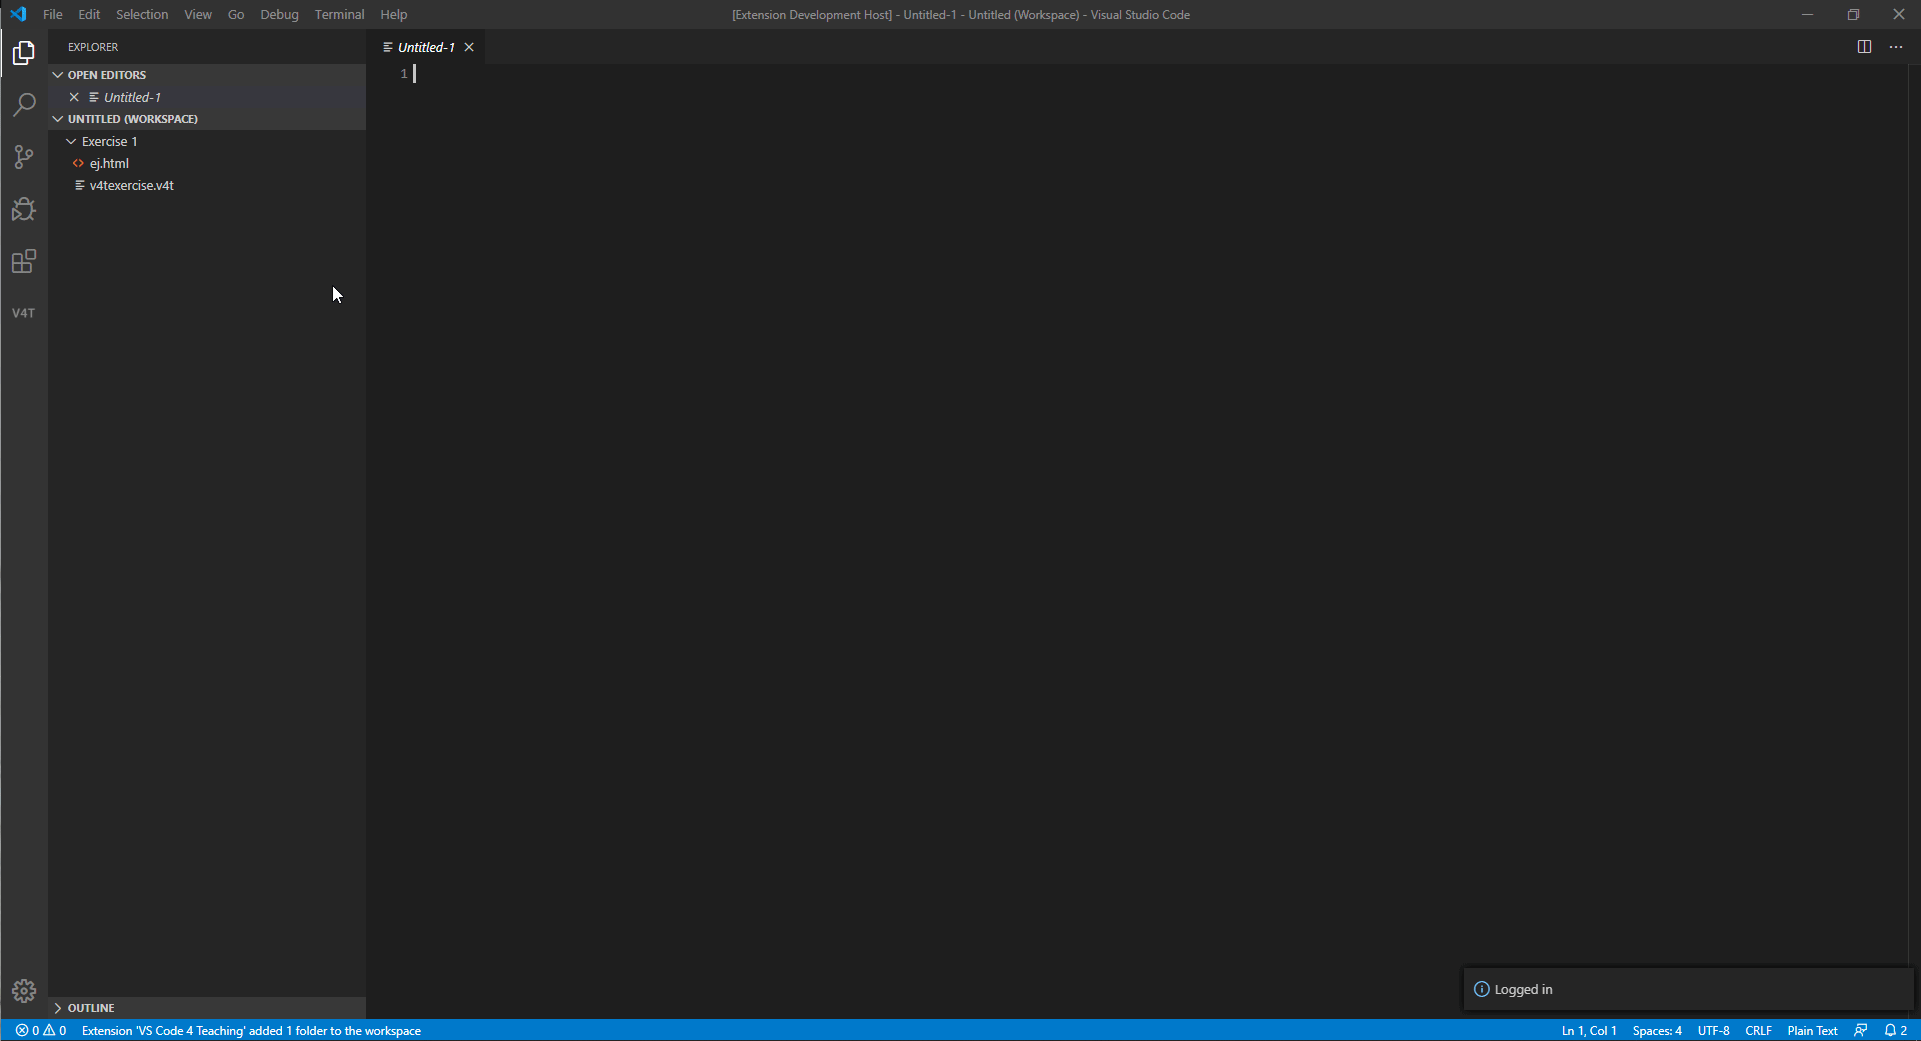 File Edit Selection View Go Debug Terminal Help [Extension Development Host] - Untitled-1 - Untitled (Workspace) - Visual Studio Code
EXPLORER
Untitled-1
OPEN EDITORS
1
Untitled-1
UNTITLED (WORKSPACE)
Exercise 1
ej.html
v4texercise.v4t
V4T
Logged in
OUTLINE
0 0 Extension 'VS Code 4 Teaching' added 1 folder to the workspace Ln 1, Col 1 Spaces: 4 UTF-8 CRLF Plain Text 2